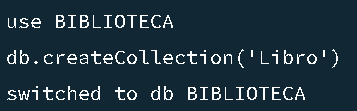 use BIBLIOTECA
db.createCollection('Libro')
switched to db BIBLIOTECA